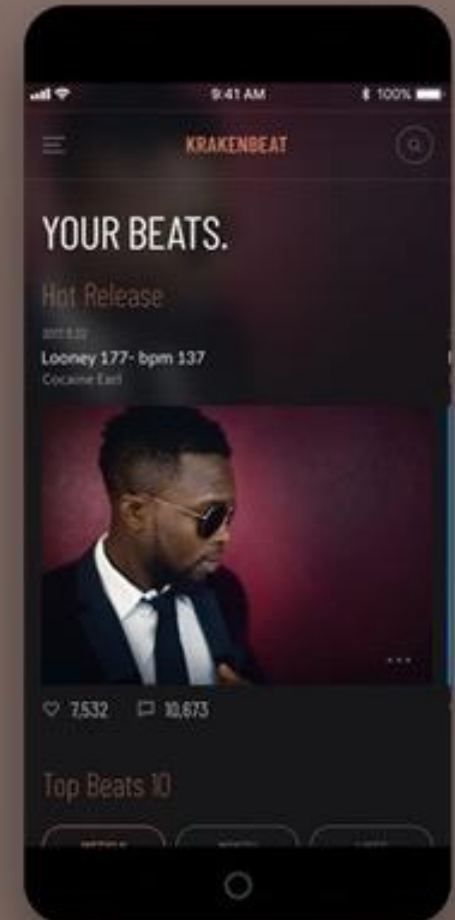 9:41 AM 100%
KRAKENBEAT
YOUR BEATS.
Hot Release
Looney 177- bpm 137
Cocaine Earl
7,532 10,673
Top Beats 10